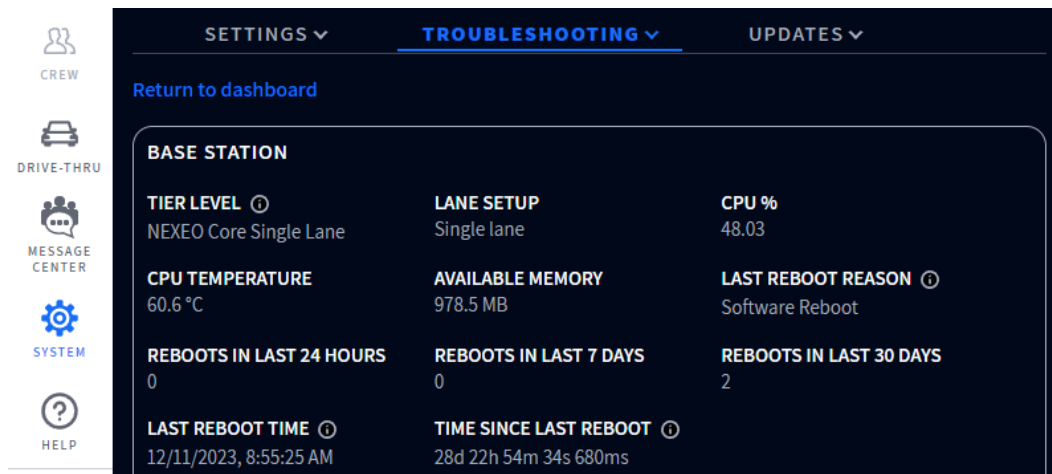 CREW
DRIVE-THRU
MESSAGE
CENTER
SYSTEM
HELP
SETTINGS
TROUBLESHOOTING
UPDATES
Return to dashboard
BASE STATION
TIER LEVEL
NEXEO Core Single Lane
LANE SETUP
Single lane
CPU %
48.03
CPU TEMPERATURE
60.6 °C
AVAILABLE MEMORY
978.5 MB
LAST REBOOT REASON
Software Reboot
REBOOTS IN LAST 24 HOURS
0
REBOOTS IN LAST 7 DAYS
0
REBOOTS IN LAST 30 DAYS
2
LAST REBOOT TIME
12/11/2023, 8:55:25 AM
TIME SINCE LAST REBOOT
28d 22h 54m 34s 680ms